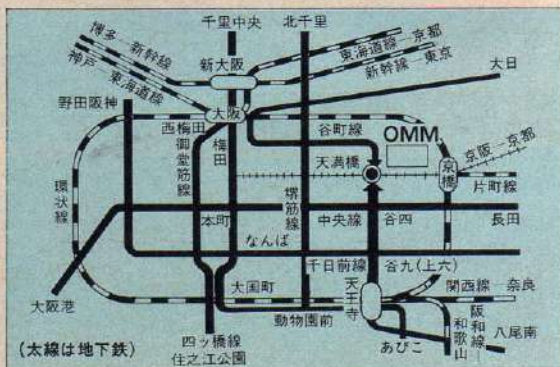 千里中央
北千里
博多―新幹線
神戸―東海道線
新大阪
東海道線―京都
新幹線―東京
大日
野田阪神
大阪
西梅田
梅田
御堂筋線
谷町線
OMM
天満橋
京阪―京都
京橋
片町線
環状線
堺筋線
本町
中央線
谷四
長田
なんば
千日前線
谷九(上六)
大阪港
大国町
天王寺
関西線―奈良
動物園前
阪和線
和歌山
四ッ橋線
住之江公園
あびこ
八尾南
(太線は地下鉄)